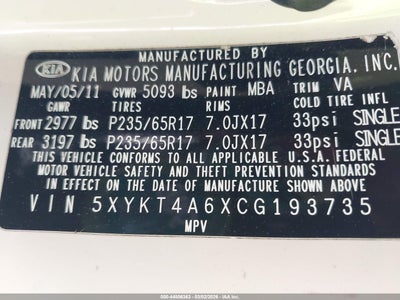 MANUFACTURED BY
KIA KIA MOTORS MANUFACTURING GEORGIA, INC.
MAY/05/11 GVWR 5093 lbs PAINT MBA TRIM VA
GAWR TIRES RIMS COLD TIRE INFL
FRONT 2977 lbs P235/65R17 7.0JX17 33psi SINGLE
REAR 3197 lbs P235/65R17 7.0JX17 33psi SINGLE
THIS VEHICLE CONFORMS TO ALL APPLICABLE U.S.A. FEDERAL
MOTOR VEHICLE SAFETY AND THEFT PREVENTION STANDARDS
IN EFFECT ON THE DATE OF MANUFACTURE SHOWN ABOVE
VIN 5XYKT4A6XCG193735
MPV